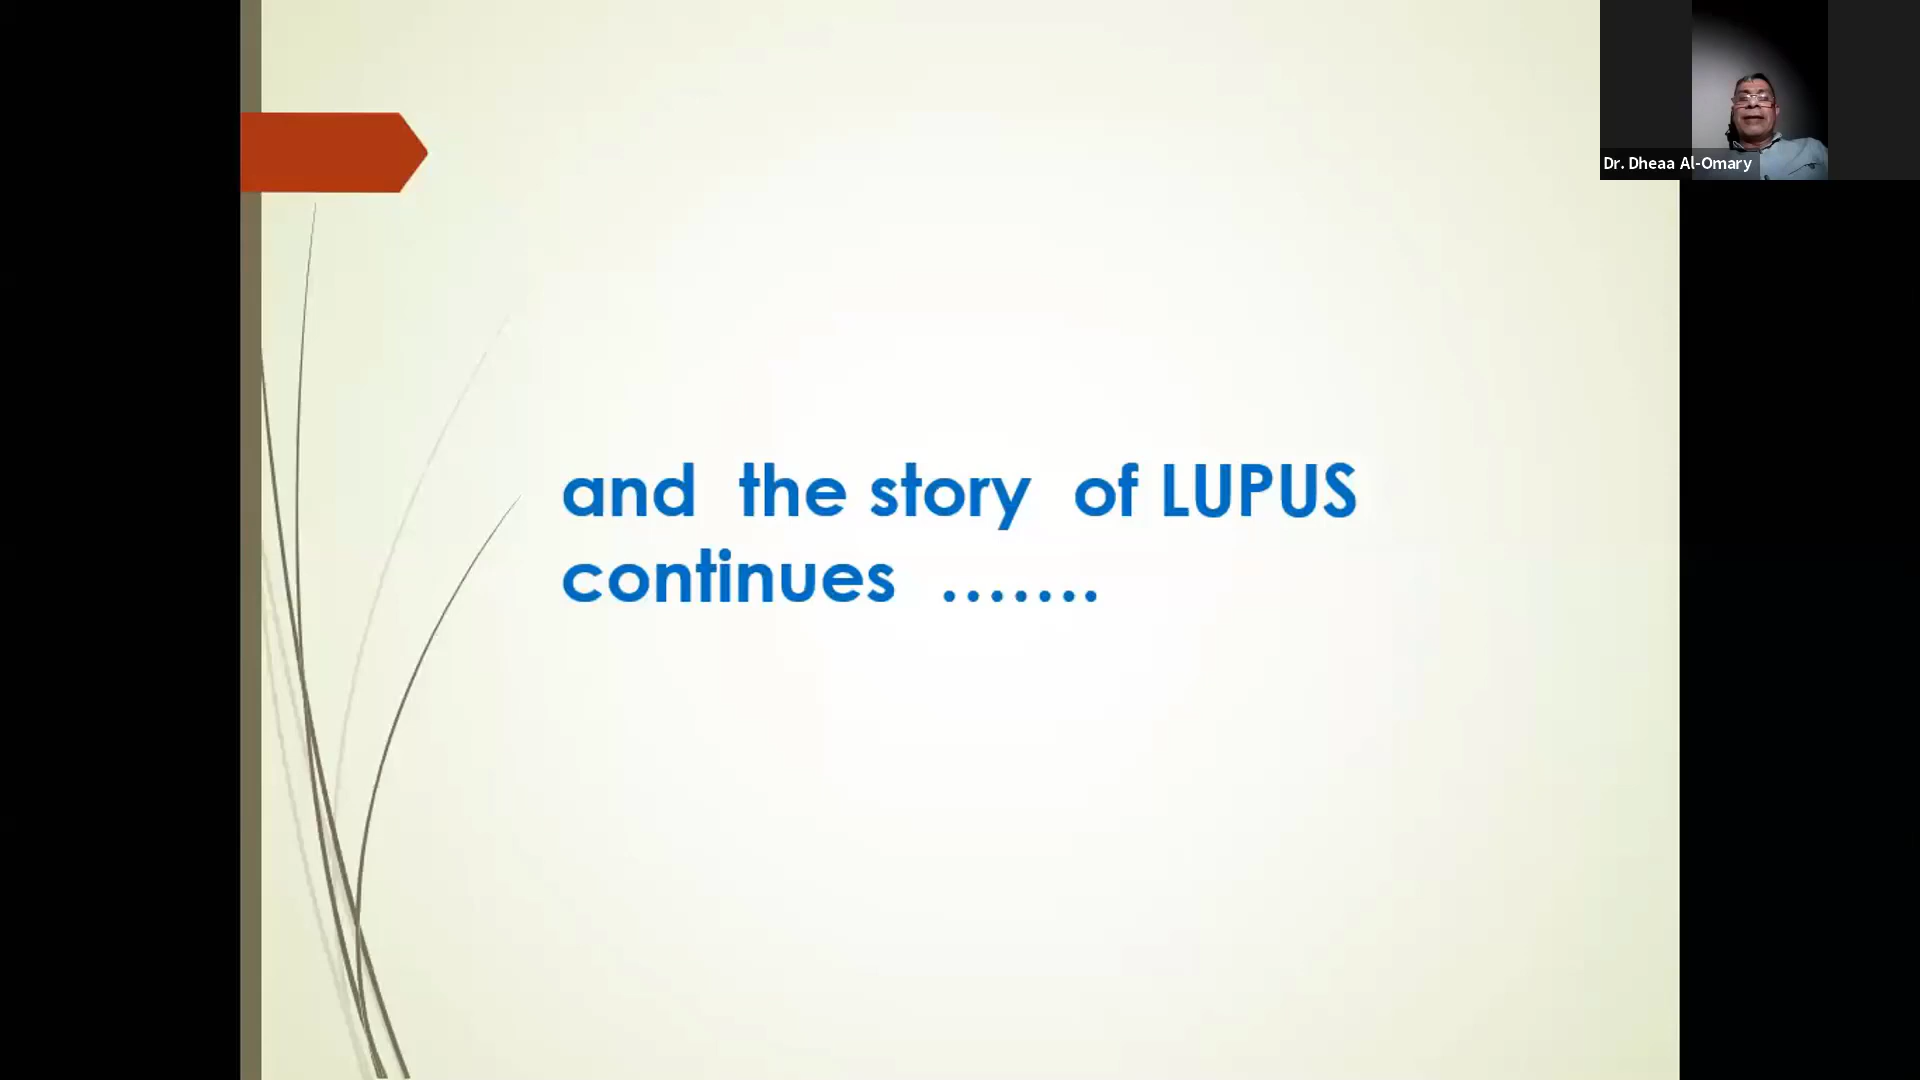 Dr. Dheaa Al-Omary
and the story of LUPUS
continues .......